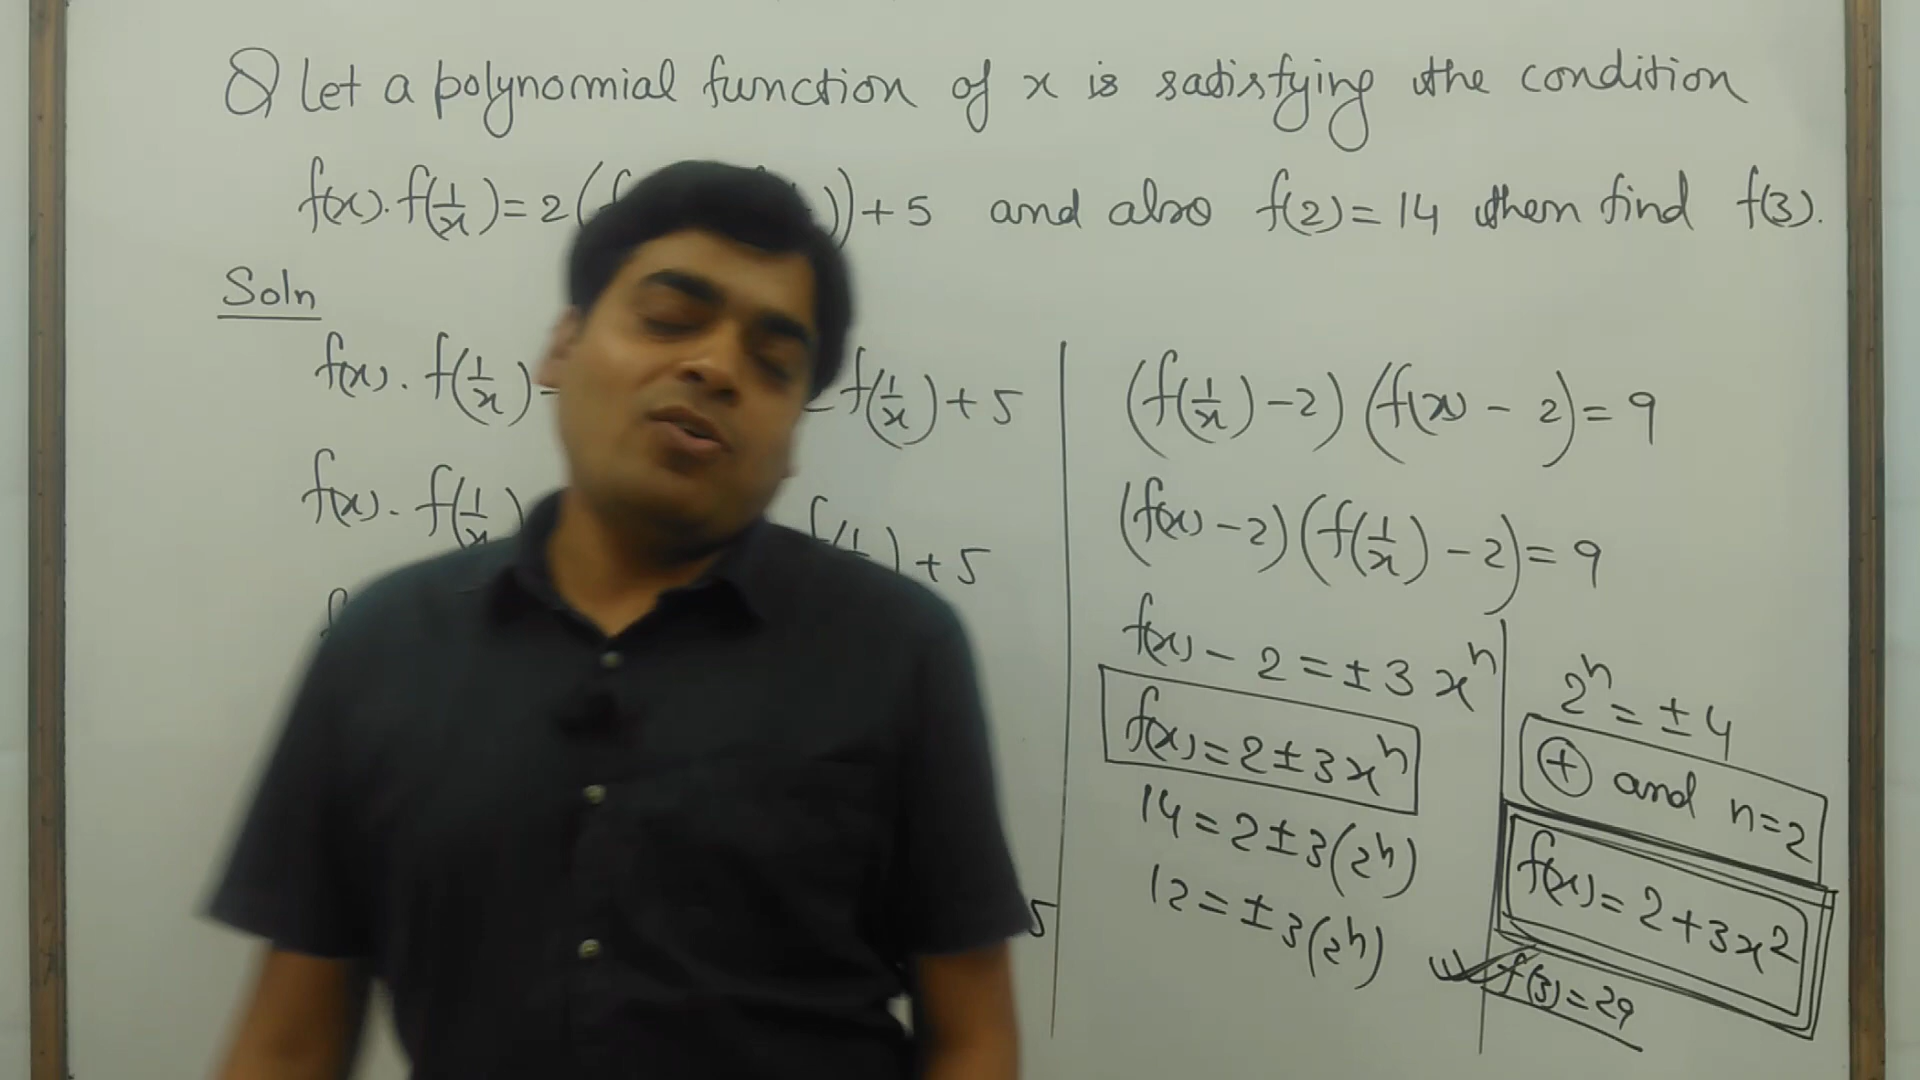 Q Let a polynomial function of x is satisfying the condition
f(x).f(1/x)=2( ))+5 and also f(2)=14 then find f(3).
Soln
f(x).f(1/x)= f(1/x)+5
f(x).f(1/x) +5
5
(f(1/x)-2)(f(x)-2)=9
(f(x)-2)(f(1/x)-2)=9
f(x)-2=±3x^n
f(x)=2±3x^n
14=2±3(2^n)
12=±3(2^n)
2^n=±4
⊕ and n=2
f(x)=2+3x²
f(3)=29